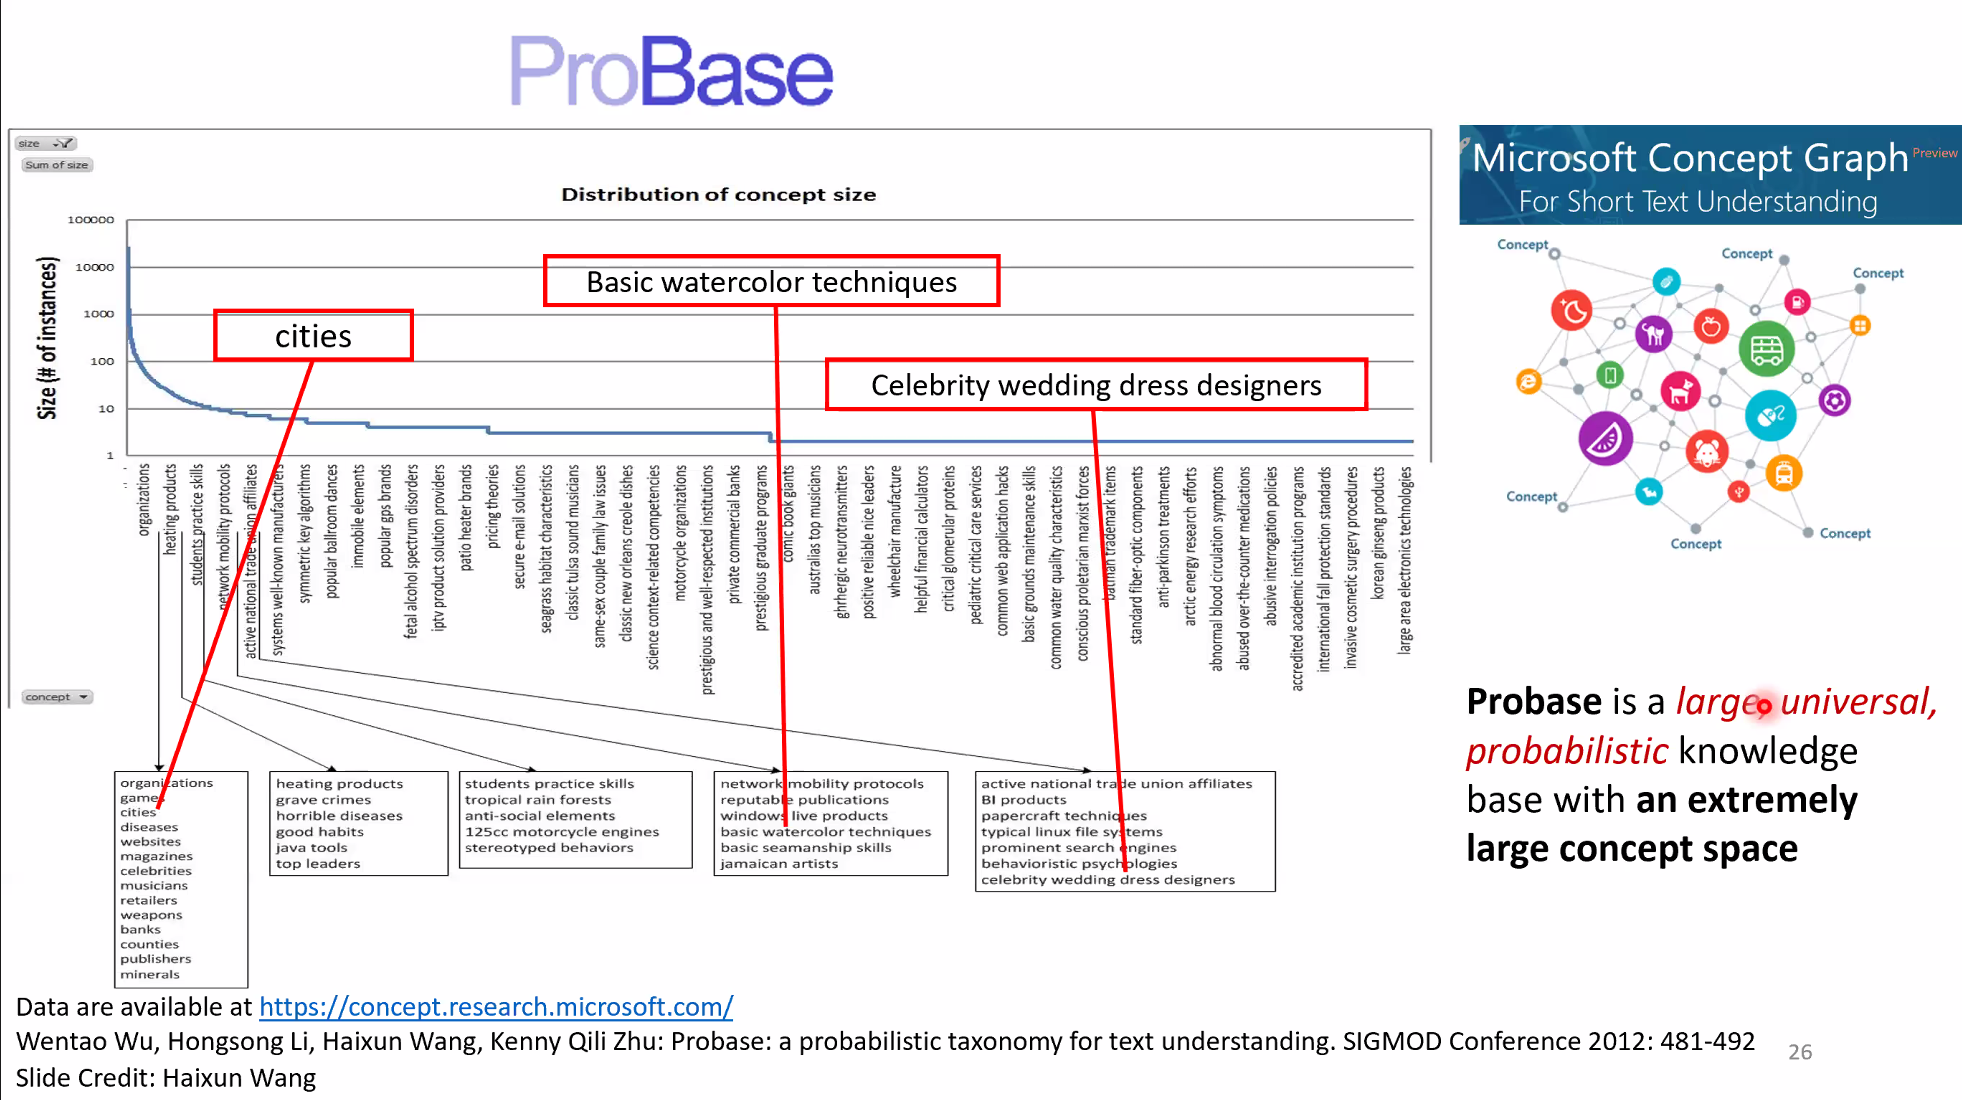 ProBase
size
Sum of size
Distribution of concept size
Size (# of instances)
100000
10000
1000
100
10
1
cities
Basic watercolor techniques
Celebrity wedding dress designers
organizations
heating products
students practice skills
network mobility protocols
active national trade union affiliates
systems well-known manufacturers
symmetric key algorithms
popular ballroom dances
immobile elements
popular gps brands
fetal alcohol spectrum disorders
iptv product solution providers
patio heater brands
pricing theories
secure e-mail solutions
seagrass habitat characteristics
classic tulsa sound musicians
same-sex couple family law issues
classic new orleans creole dishes
science context-related competencies
motorcycle organizations
prestigious and well-respected institutions
private commercial banks
prestigious graduate programs
comic book giants
australias top musicians
ghrhrgic neurotransmitters
positive reliable nice leaders
wheelchair manufacture
helpful financial calculators
critical glomerular proteins
pediatric critical care services
common web application hacks
basic grounds maintenance skills
common water quality characteristics
conscious proletarian marxist forces
batman trademark items
standard fiber-optic components
anti-parkinson treatments
arctic energy research efforts
abnormal blood circulation symptoms
abused over-the-counter medications
abusive interrogation policies
accredited academic institution programs
international fall protection standards
invasive cosmetic surgery procedures
korean ginseng products
large area electronics technologies
concept
organizations
games
cities
diseases
websites
magazines
celebrities
musicians
retailers
weapons
banks
counties
publishers
minerals
heating products
grave crimes
horrible diseases
good habits
java tools
top leaders
students practice skills
tropical rain forests
anti-social elements
125cc motorcycle engines
stereotyped behaviors
network mobility protocols
reputable publications
windows live products
basic watercolor techniques
basic seamanship skills
jamaican artists
active national trade union affiliates
BI products
papercraft techniques
typical linux file systems
prominent search engines
behavioristic psychologies
celebrity wedding dress designers
Microsoft Concept Graph Preview
For Short Text Understanding
Concept
Concept
Concept
Concept
Concept
Concept
Probase is a large, universal,
probabilistic knowledge
base with an extremely
large concept space
Data are available at https://concept.research.microsoft.com/
Wentao Wu, Hongsong Li, Haixun Wang, Kenny Qili Zhu: Probase: a probabilistic taxonomy for text understanding. SIGMOD Conference 2012: 481-492
Slide Credit: Haixun Wang
26